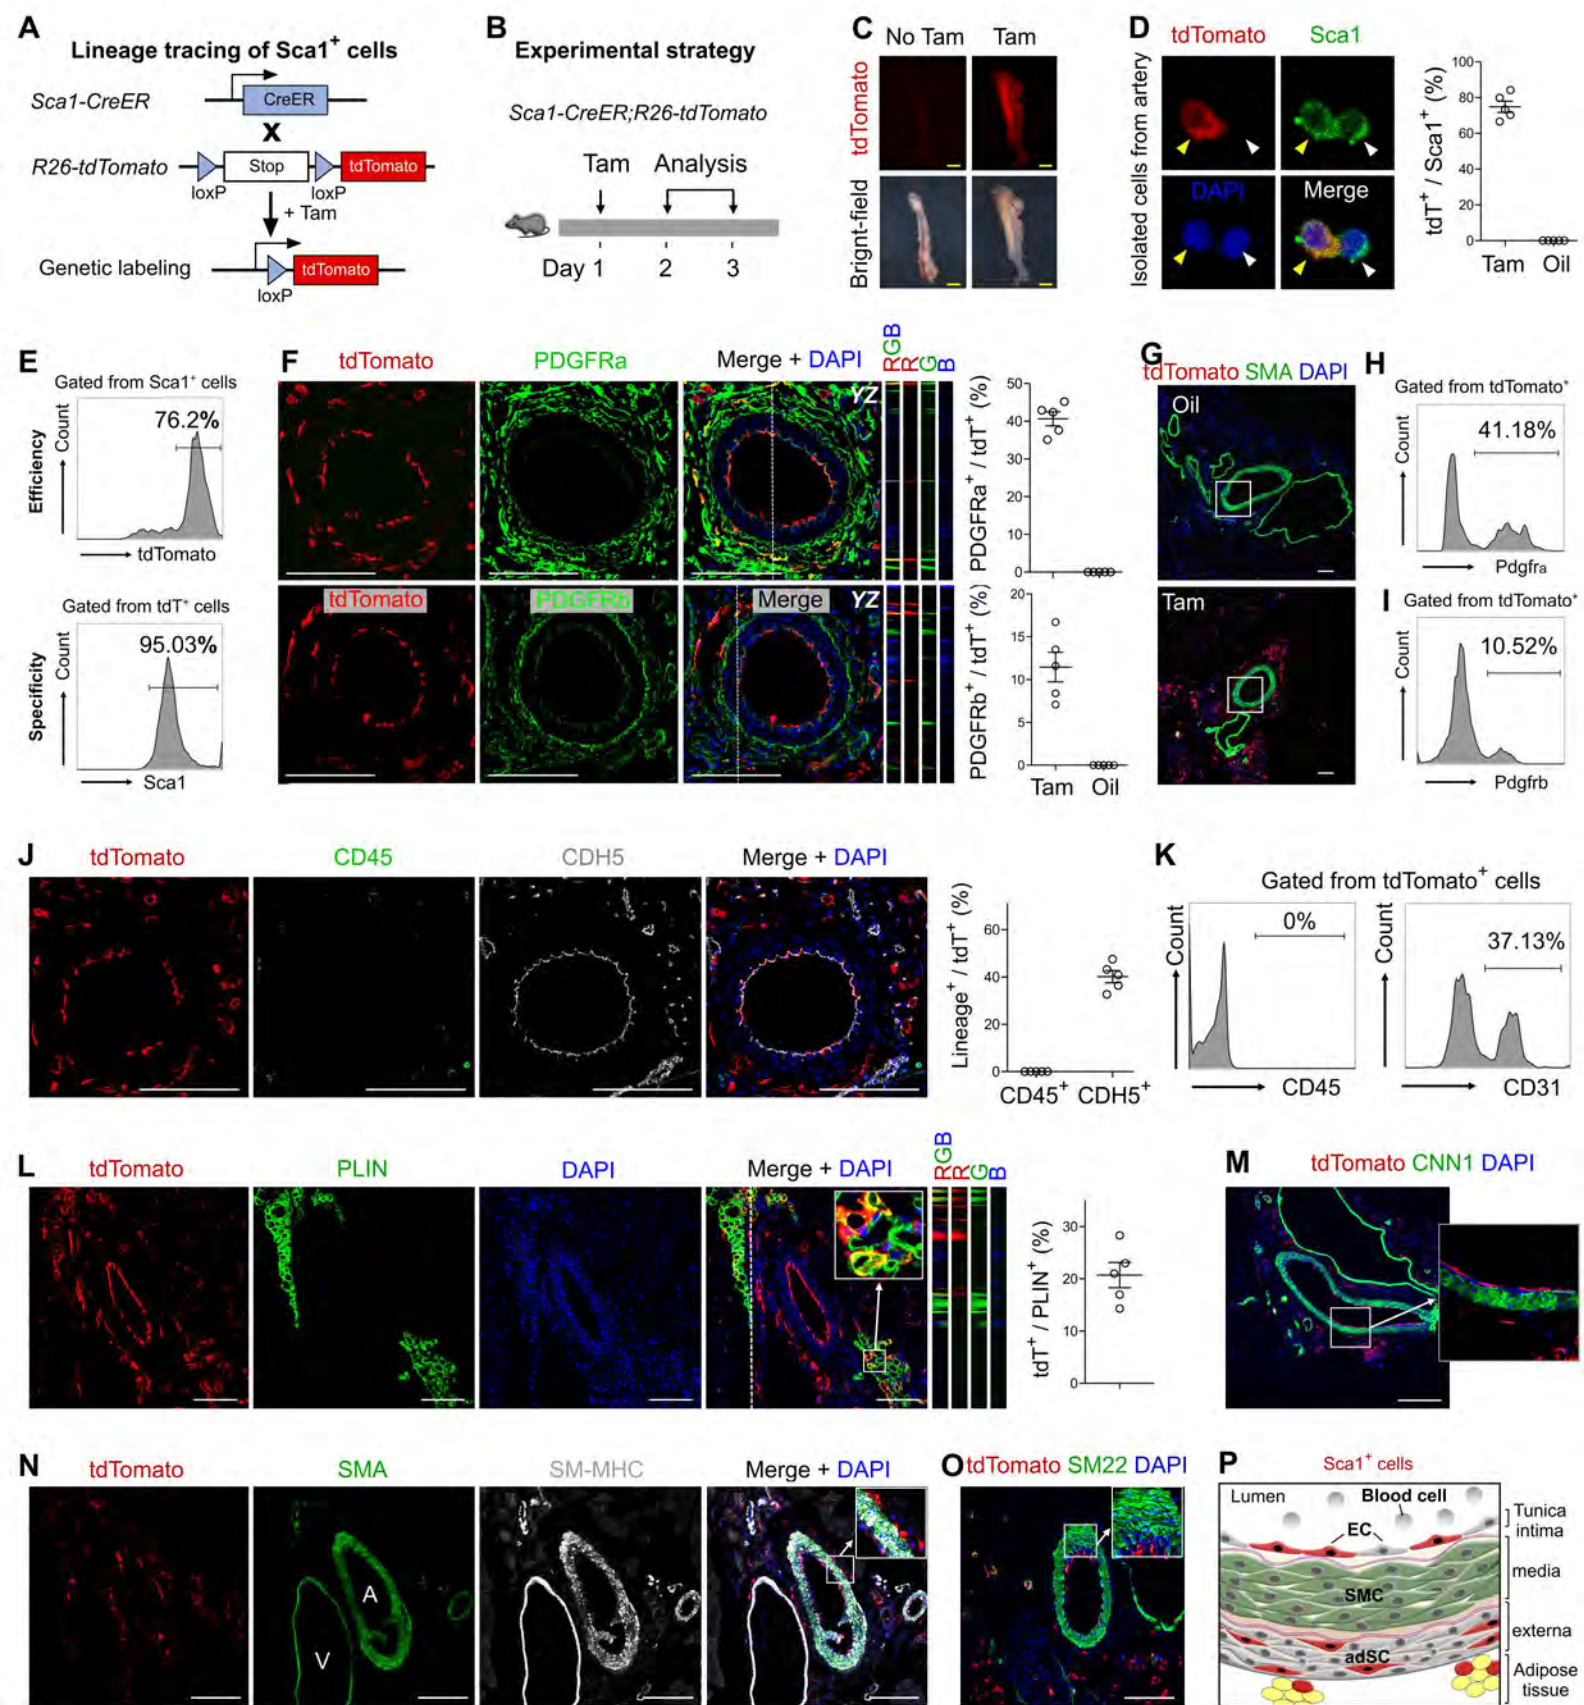 A
Lineage tracing of Sca1+ cells
Sca1-CreER
CreER
X
R26-tdTomato
Stop
tdTomato
loxP
loxP
+ Tam
Genetic labeling
tdTomato
loxP
B
Experimental strategy
Sca1-CreER;R26-tdTomato
Tam
Analysis
Day 1
2
3
C
No Tam
Tam
tdTomato
Brignt-field
D
tdTomato
Sca1
Isolated cells from artery
DAPI
Merge
tdT+ / Sca1+ (%)
100
80
60
40
20
0
Tam
Oil
E
Gated from Sca1+ cells
76.2%
Count
Efficiency
tdTomato
Gated from tdT+ cells
95.03%
Count
Specificity
Sca1
F
tdTomato
PDGFRa
Merge + DAPI
RGB
R
G
B
YZ
PDGFRa+ / tdT+ (%)
50
40
30
20
10
0
tdTomato
PDGFRb
Merge
YZ
PDGFRb+ / tdT+ (%)
20
15
10
5
0
Tam
Oil
G
tdTomato SMA DAPI
Oil
Tam
H
Gated from tdTomato+
41.18%
Count
Pdgfra
I
Gated from tdTomato+
10.52%
Count
Pdgfrb
J
tdTomato
CD45
CDH5
Merge + DAPI
Lineage+ / tdT+ (%)
60
40
20
0
CD45+
CDH5+
K
Gated from tdTomato+ cells
0%
Count
CD45
37.13%
Count
CD31
L
tdTomato
PLIN
DAPI
Merge + DAPI
RGB
R
G
B
tdT+ / PLIN+ (%)
30
20
10
0
M
tdTomato CNN1 DAPI
N
tdTomato
SMA
SM-MHC
Merge + DAPI
A
V
O
tdTomato SM22 DAPI
P
Sca1+ cells
Lumen
Blood cell
EC
SMC
adSC
Tunica
intima
media
externa
Adipose
tissue